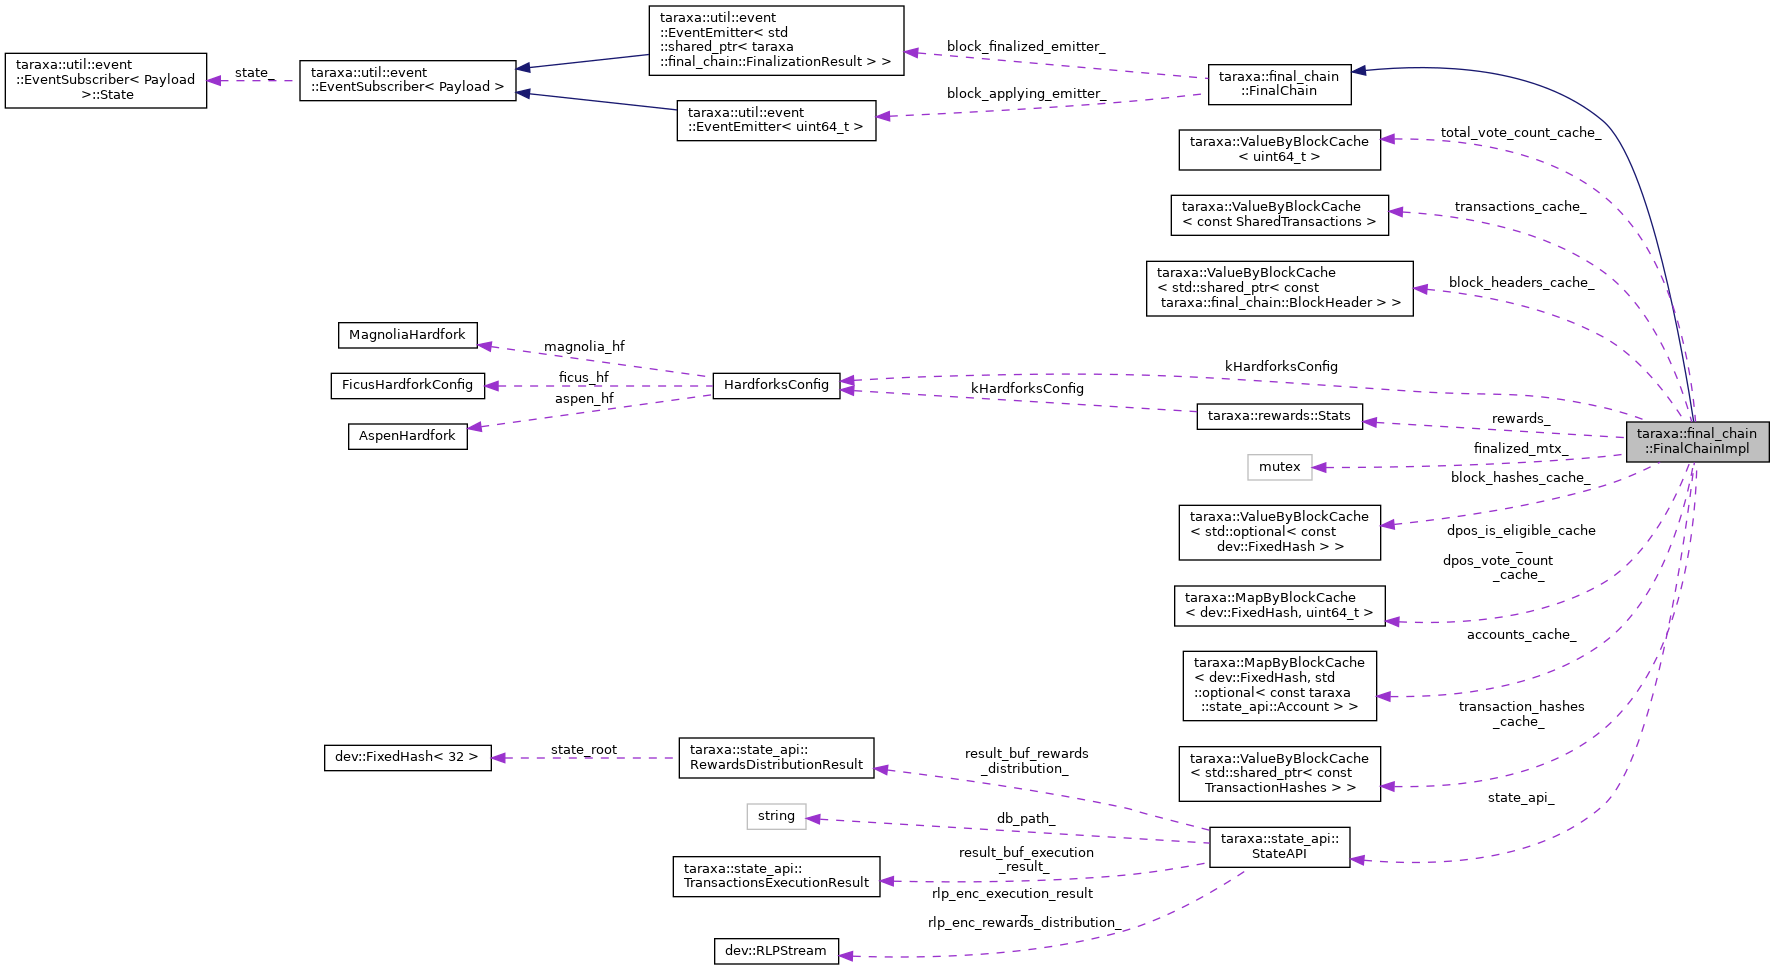 taraxa::util::event
::EventSubscriber< Payload
>::State
state_
taraxa::util::event
::EventSubscriber< Payload >
taraxa::util::event
::EventEmitter< std
::shared_ptr< taraxa
::final_chain::FinalizationResult > >
taraxa::util::event
::EventEmitter< uint64_t >
block_finalized_emitter_
block_applying_emitter_
taraxa::final_chain
::FinalChain
taraxa::ValueByBlockCache
< uint64_t >
total_vote_count_cache_
taraxa::ValueByBlockCache
< const SharedTransactions >
transactions_cache_
taraxa::ValueByBlockCache
< std::shared_ptr< const
taraxa::final_chain::BlockHeader > >
block_headers_cache_
MagnoliaHardfork
magnolia_hf
FicusHardforkConfig
ficus_hf
AspenHardfork
aspen_hf
HardforksConfig
kHardforksConfig
kHardforksConfig
taraxa::rewards::Stats
rewards_
taraxa::final_chain
::FinalChainImpl
mutex
finalized_mtx_
block_hashes_cache_
taraxa::ValueByBlockCache
< std::optional< const
dev::FixedHash > >
dpos_is_eligible_cache
_
dpos_vote_count
_cache_
taraxa::MapByBlockCache
< dev::FixedHash, uint64_t >
accounts_cache_
taraxa::MapByBlockCache
< dev::FixedHash, std
::optional< const taraxa
::state_api::Account > >
transaction_hashes
_cache_
taraxa::ValueByBlockCache
< std::shared_ptr< const
TransactionHashes > >
state_api_
dev::FixedHash< 32 >
state_root
taraxa::state_api::
RewardsDistributionResult
result_buf_rewards
_distribution_
string
db_path_
taraxa::state_api::
StateAPI
taraxa::state_api::
TransactionsExecutionResult
result_buf_execution
_result_
rlp_enc_execution_result
_
rlp_enc_rewards_distribution_
dev::RLPStream